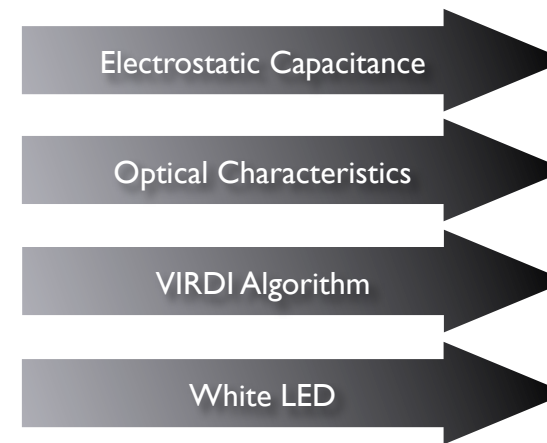 Electrostatic Capacitance
Optical Characteristics
VIRDI Algorithm
White LED